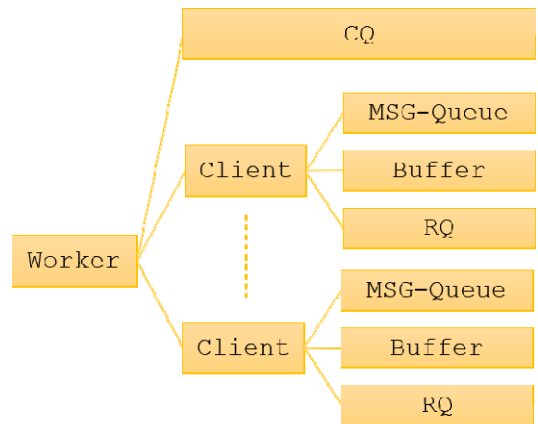 CQ
MSG-Queue
Client
Buffer
RQ
Worker
MSG-Queue
Client
Buffer
RQ